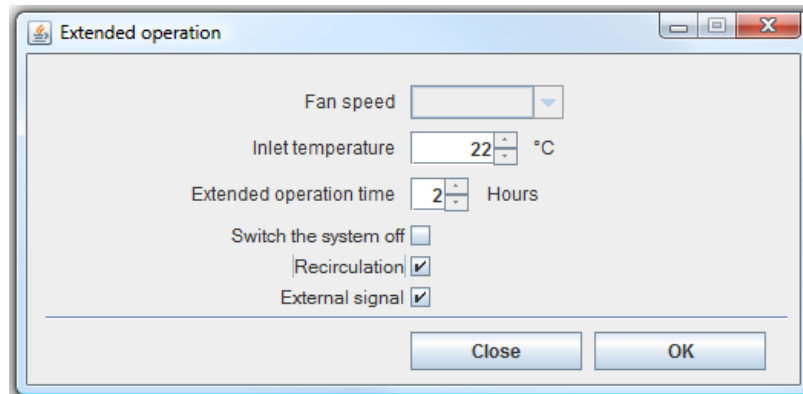 Extended operation
Fan speed
Inlet temperature 22 °C
Extended operation time 2 Hours
Switch the system off
Recirculation
External signal
Close OK